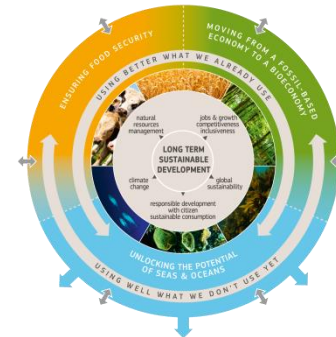 ENSURING FOOD SECURITY
MOVING FROM A FOSSIL-BASED
ECONOMY TO A BIOECONOMY
USING BETTER WHAT WE ALREADY USE
natural
resources
management
jobs & growth
competitiveness
inclusiveness
LONG TERM
SUSTAINABLE
DEVELOPMENT
climate
change
global
sustainability
responsible development
with citizen
sustainable consumption
UNLOCKING THE POTENTIAL
OF SEAS & OCEANS
USING WELL WHAT WE DON'T USE YET